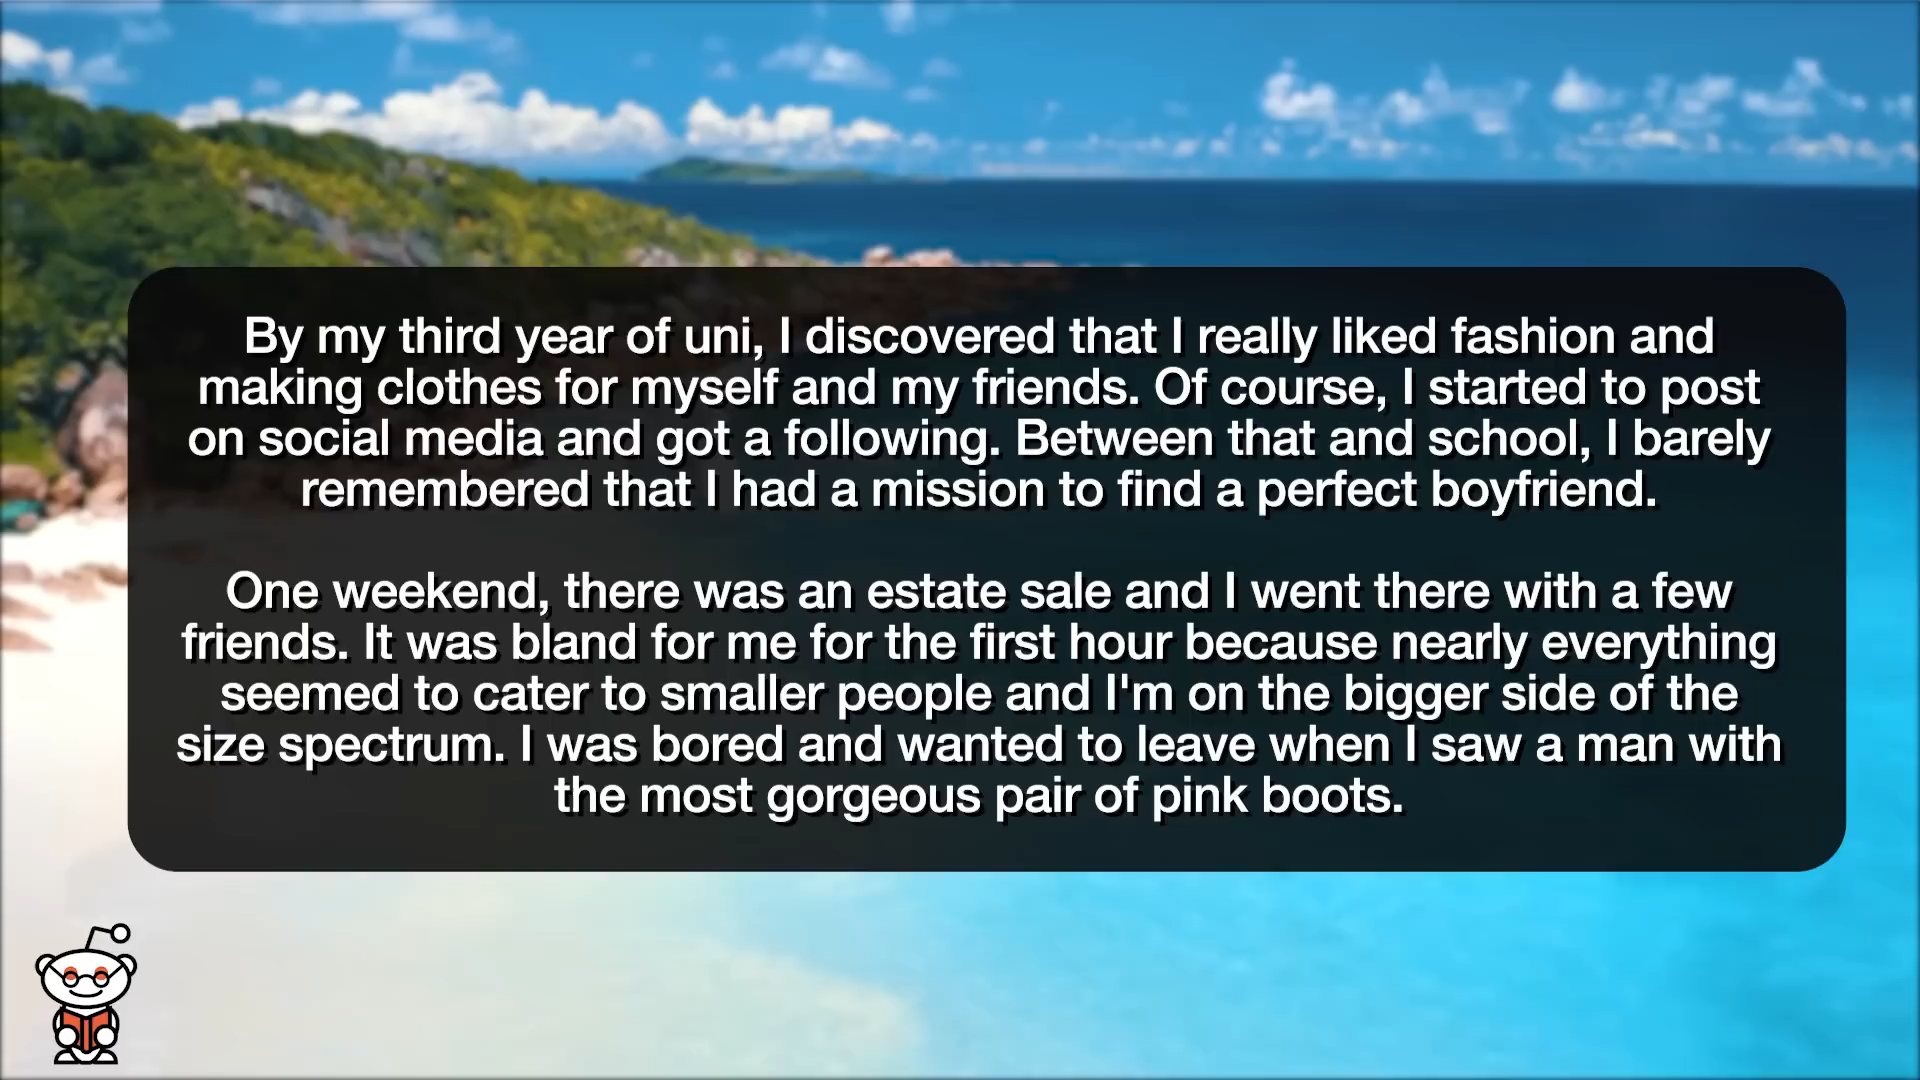 By my third year of uni, I discovered that I really liked fashion and
making clothes for myself and my friends. Of course, I started to post
on social media and got a following. Between that and school, I barely
remembered that I had a mission to find a perfect boyfriend.
One weekend, there was an estate sale and I went there with a few
friends. It was bland for me for the first hour because nearly everything
seemed to cater to smaller people and I'm on the bigger side of the
size spectrum. I was bored and wanted to leave when I saw a man with
the most gorgeous pair of pink boots.